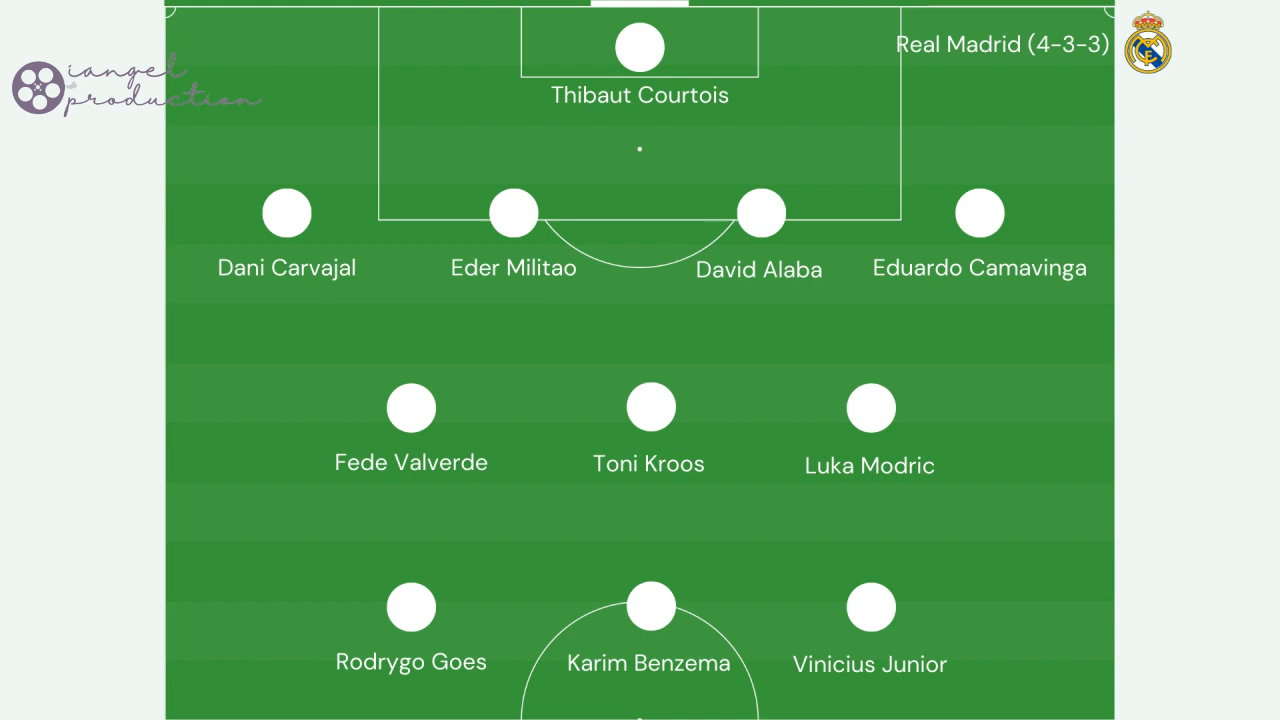 Real Madrid (4-3-3)
iangel
production
Thibaut Courtois
Dani Carvajal
Eder Militao
David Alaba
Eduardo Camavinga
Fede Valverde
Toni Kroos
Luka Modric
Rodrygo Goes
Karim Benzema
Vinicius Junior